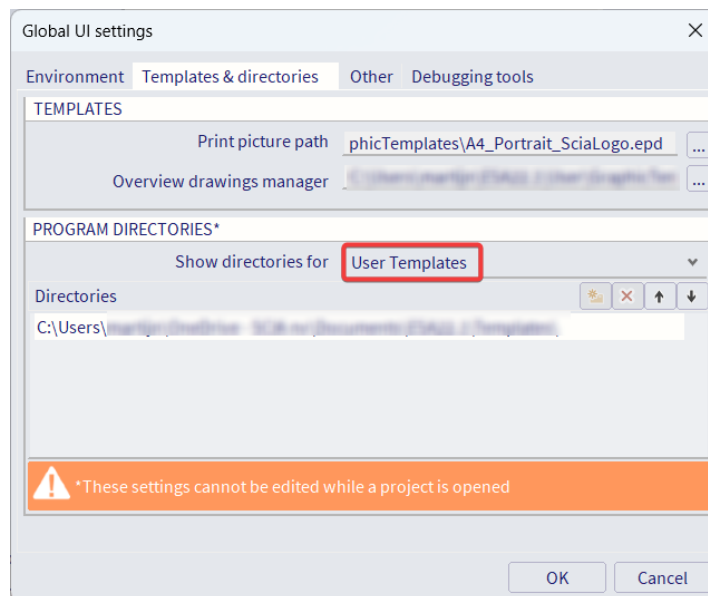 Global UI settings
Environment Templates & directories Other Debugging tools
TEMPLATES
Print picture path phicTemplates\A4_Portrait_SciaLogo.epd ...
Overview drawings manager ...
PROGRAM DIRECTORIES*
Show directories for User Templates
Directories
C:\Users\
*These settings cannot be edited while a project is opened
OK Cancel